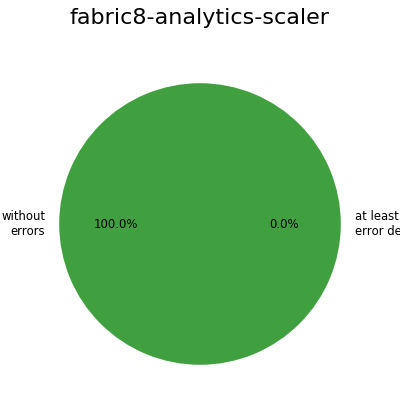 fabric8-analytics-scaler
without
errors
100.0%
0.0%
at least
error de